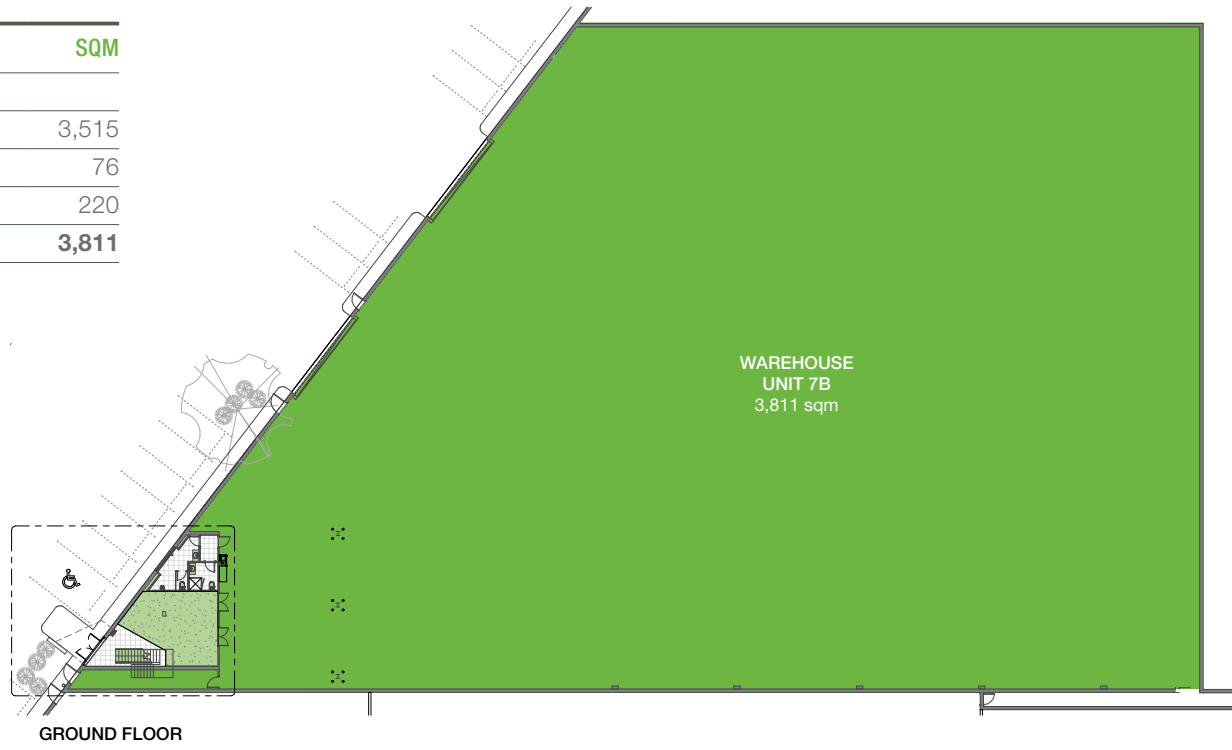 SQM
3,515
76
220
3,811
WAREHOUSE
UNIT 7B
3,811 sqm
GROUND FLOOR